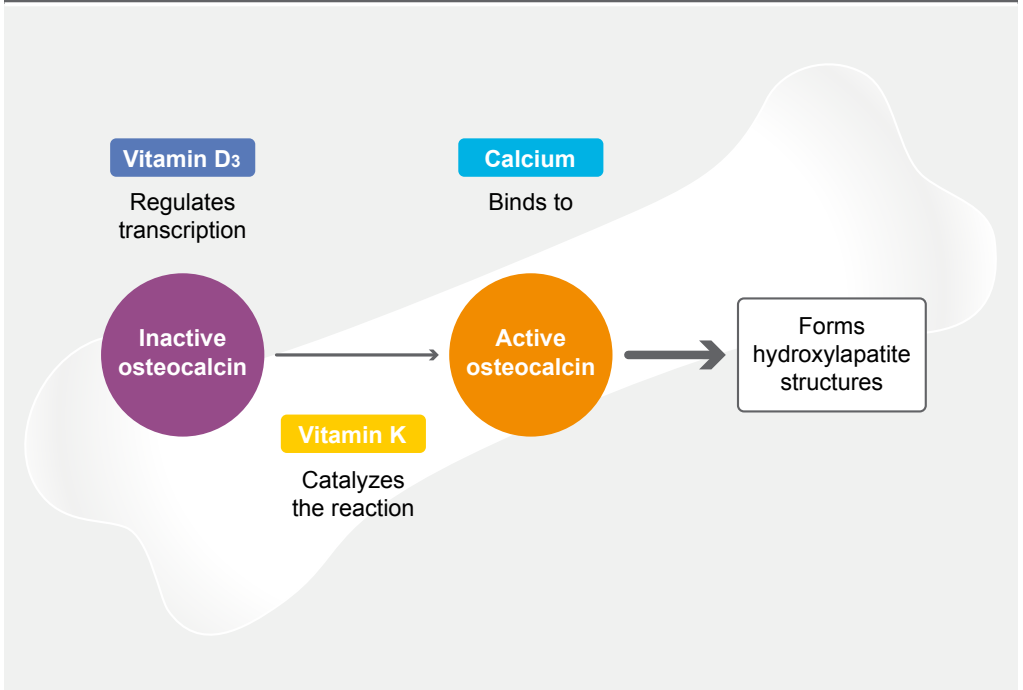 Vitamin D₃
Regulates
transcription
Calcium
Binds to
Inactive
osteocalcin
Active
osteocalcin
Forms
hydroxylapatite
structures
Vitamin K
Catalyzes
the reaction